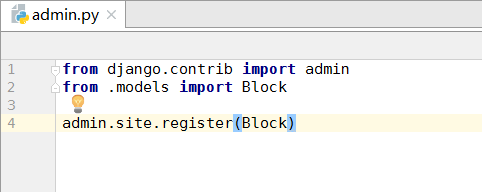 admin.py
1 from django.contrib import admin
2 from .models import Block
3
4 admin.site.register(Block)